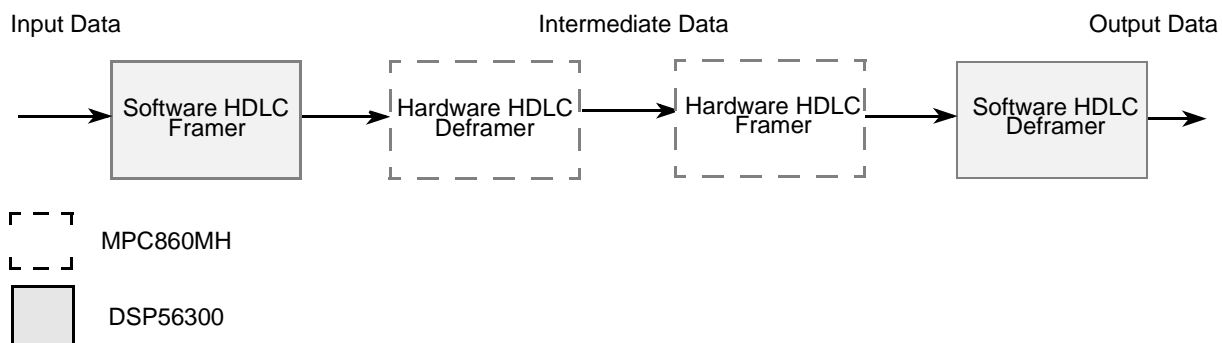 Input Data
Intermediate Data
Output Data
Software HDLC
Framer
Hardware HDLC
Deframer
Hardware HDLC
Framer
Software HDLC
Deframer
MPC860MH
DSP56300